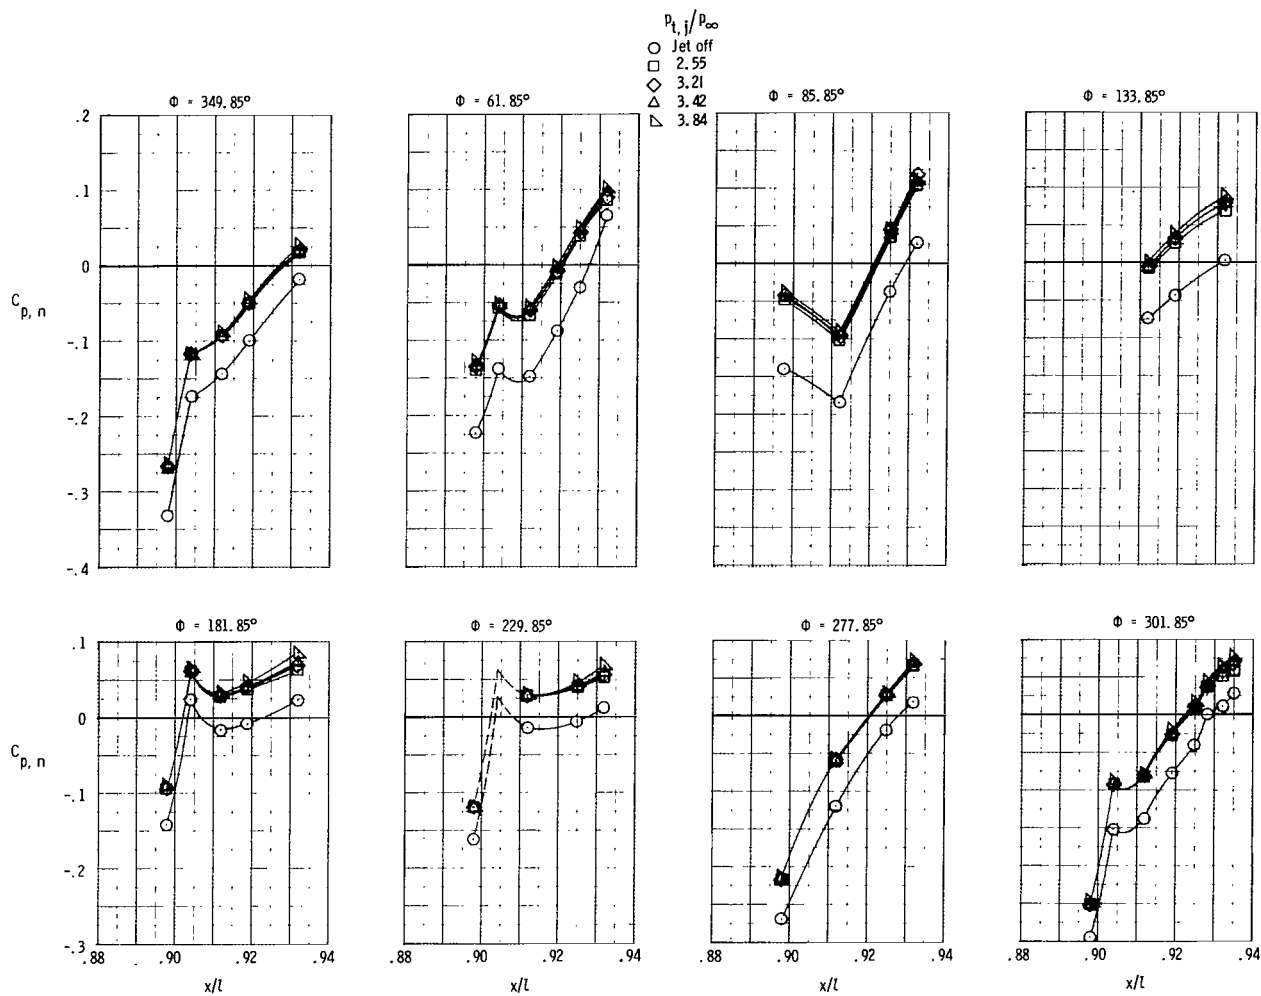 p_t,j/p_∞
Jet off
2.55
3.21
3.42
3.84
Φ = 349.85°
Φ = 61.85°
Φ = 85.85°
Φ = 133.85°
.2
.1
0
-.1
-.2
-.3
-.4
C_p,n
Φ = 181.85°
Φ = 229.85°
Φ = 277.85°
Φ = 301.85°
.1
0
-.1
-.2
-.3
C_p,n
.88 .90 .92 .94
.88 .90 .92 .94
.88 .90 .92 .94
.88 .90 .92 .94
x/l
x/l
x/l
x/l